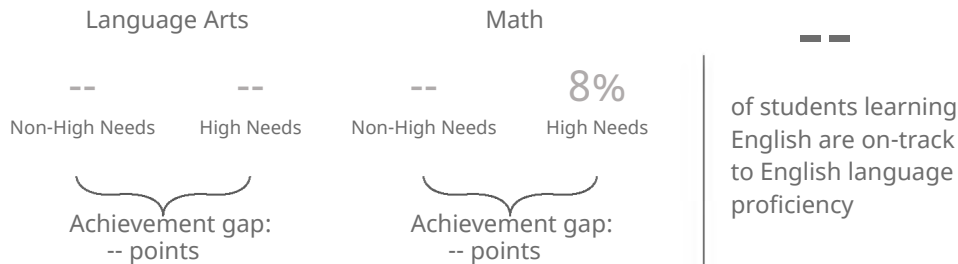 Language Arts
--
Non-High Needs
--
High Needs
Achievement gap:
-- points
Math
--
Non-High Needs
8%
High Needs
Achievement gap:
-- points
--
of students learning
English are on-track
to English language
proficiency